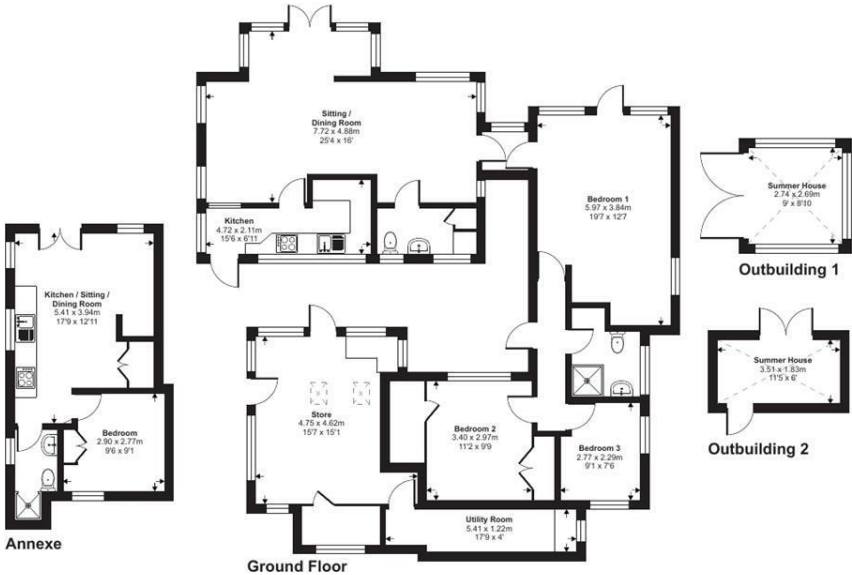 Sitting /
Dining Room
7.72 x 4.88m
25'4 x 16'
Kitchen
4.72 x 2.11m
15'6 x 6'11
Bedroom 1
5.97 x 3.84m
19'7 x 12'7
Summer House
2.74 x 2.69m
9' x 8'10
Outbuilding 1
Kitchen / Sitting /
Dining Room
5.41 x 3.94m
17'9 x 12'11
Bedroom
2.90 x 2.77m
9'6 x 9'1
Annexe
Store
4.75 x 4.62m
15'7 x 15'1
Bedroom 2
3.40 x 2.97m
11'2 x 9'9
Bedroom 3
2.77 x 2.29m
9'1 x 7'6
Summer House
3.51 x 1.83m
11'5 x 6'
Outbuilding 2
Utility Room
5.41 x 1.22m
17'9 x 4'
Ground Floor